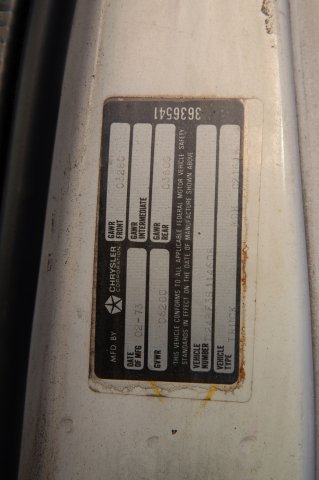 MFD BY CHRYSLER CORPORATION
DATE OF MFG 02-73
GAWR FRONT
GVWR 06200
GAWR INTERMEDIATE
GAWR REAR
THIS VEHICLE CONFORMS TO ALL APPLICABLE FEDERAL MOTOR VEHICLE SAFETY
STANDARDS IN EFFECT ON THE DATE OF MANUFACTURE SHOWN ABOVE
VEHICLE NUMBER
VEHICLE TYPE TRUCK
3636541